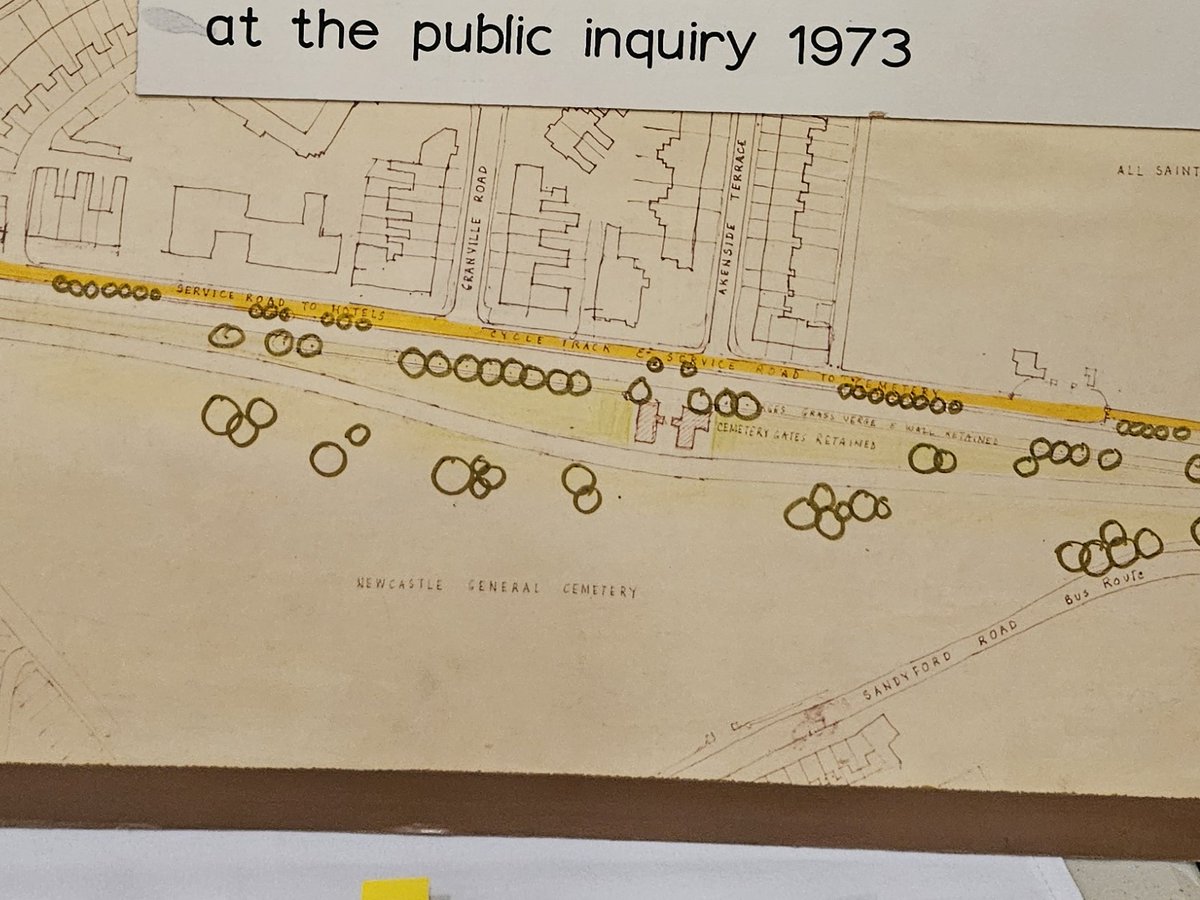 at the public inquiry 1973
ALL SAINT
GRANVILLE ROAD
AKENSIDE TERRACE
SERVICE ROAD TO HOTELS
CYCLE TRACK & SERVICE ROAD TO CEMETERY
GRASS VERGE & WALL RETAINED
CEMETERY GATES RETAINED
NEWCASTLE GENERAL CEMETERY
BUS ROUTE
SANDYFORD ROAD